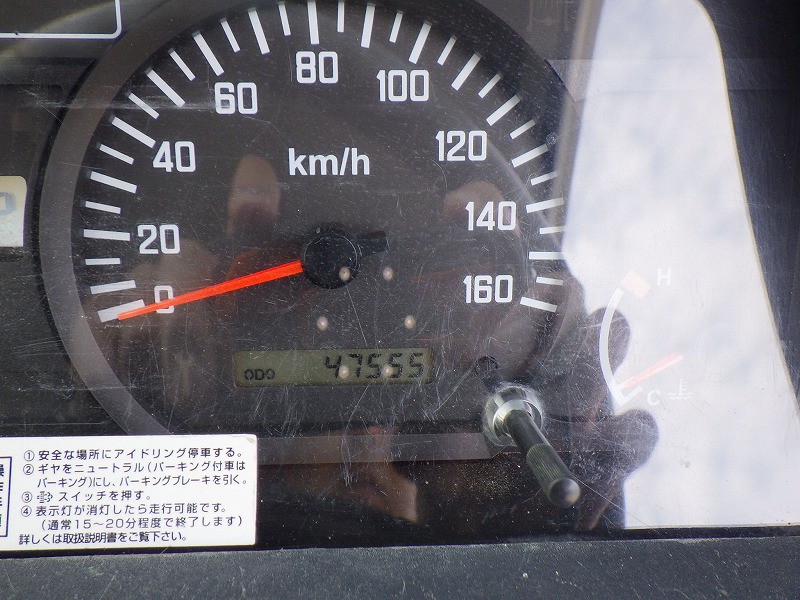 80
60
100
40
km/h
120
20
140
0
160
H
ODO 47555
C
① 安全な場所にアイドリング停車する。
② ギヤをニュートラル(パーキング付車は
パーキング)にし、パーキングブレーキを引く。
③ スイッチを押す。
④ 表示灯が消灯したら走行可能です。
(通常15~20分程度で終了します)
詳しくは取扱説明書をご覧下さい。